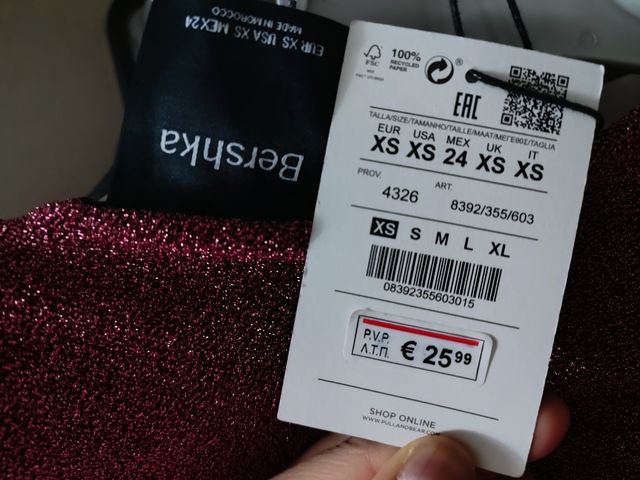 EUR XS USA XS MEX24
MADE IN MOROCCO
Bershka
FSC
100%
RECYCLED
PAPER
®
EAC
TALLA/SIZE/TAMANHO/TAILLE/MAAT/ΜΕΓΕΘΟΣ/TAGLIA
EUR USA MEX UK IT
XS XS 24 XS XS
PROV. ART.
4326 8392/355/603
XS S M L XL
08392355603015
P.V.P.
Λ.Τ.Π. € 25⁹⁹
SHOP ONLINE
WWW.PULLANDBEAR.COM